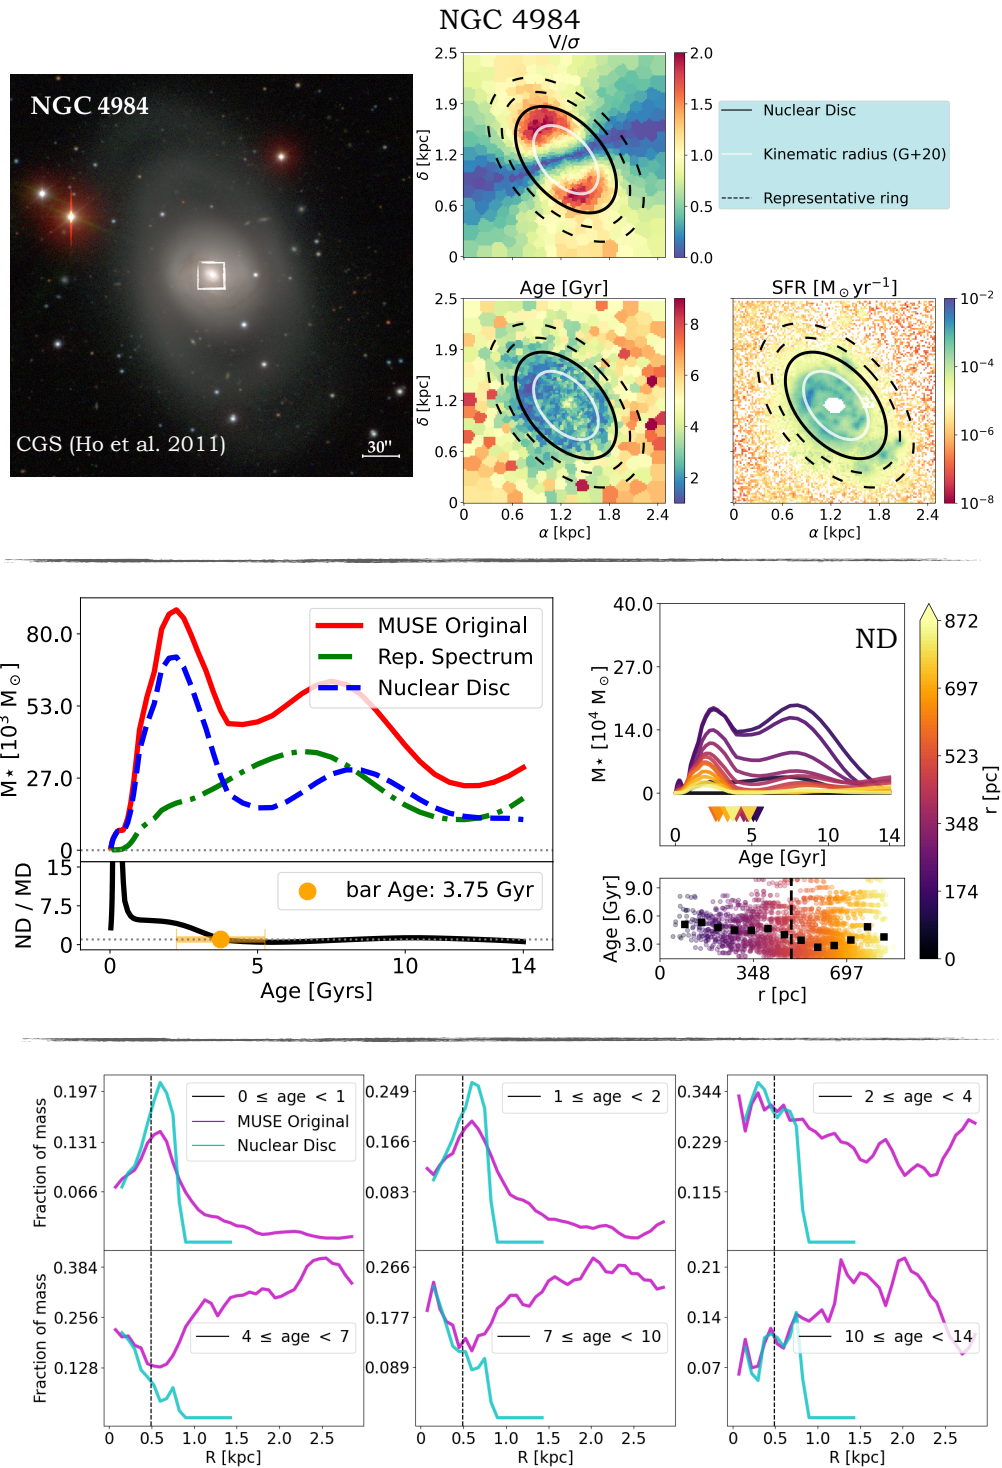 NGC 4984
NGC 4984
CGS (Ho et al. 2011)
30"
V/σ
2.5
1.9
1.2
0.6
0
δ [kpc]
2.0
1.5
1.0
0.5
0.0
Nuclear Disc
Kinematic radius (G+20)
Representative ring
Age [Gyr]
2.5
1.9
1.2
0.6
0
δ [kpc]
0 0.6 1.2 1.8 2.4
α [kpc]
8
6
4
2
SFR [M⊙yr⁻¹]
0 0.6 1.2 1.8 2.4
α [kpc]
10⁻²
10⁻⁴
10⁻⁶
10⁻⁸
M⋆ [10³ M⊙]
80.0
53.0
27.0
0
MUSE Original
Rep. Spectrum
Nuclear Disc
ND / MD
15
7.5
0
bar Age: 3.75 Gyr
0 5 10 14
Age [Gyrs]
M⋆ [10⁴ M⊙]
40.0
27.0
14.0
0
ND
0 5 10 14
Age [Gyr]
Age [Gyr]
9.0
6.0
3.0
0 348 697
r [pc]
872
697
523
348
174
0
r [pc]
Fraction of mass
0.197
0.131
0.066
0 ≤ age < 1
MUSE Original
Nuclear Disc
0.249
0.166
0.083
1 ≤ age < 2
0.344
0.229
0.115
2 ≤ age < 4
Fraction of mass
0.384
0.256
0.128
4 ≤ age < 7
0.266
0.177
0.089
7 ≤ age < 10
0.21
0.14
0.07
10 ≤ age < 14
0 0.5 1.0 1.5 2.0 2.5
R [kpc]
0 0.5 1.0 1.5 2.0 2.5
R [kpc]
0 0.5 1.0 1.5 2.0 2.5
R [kpc]